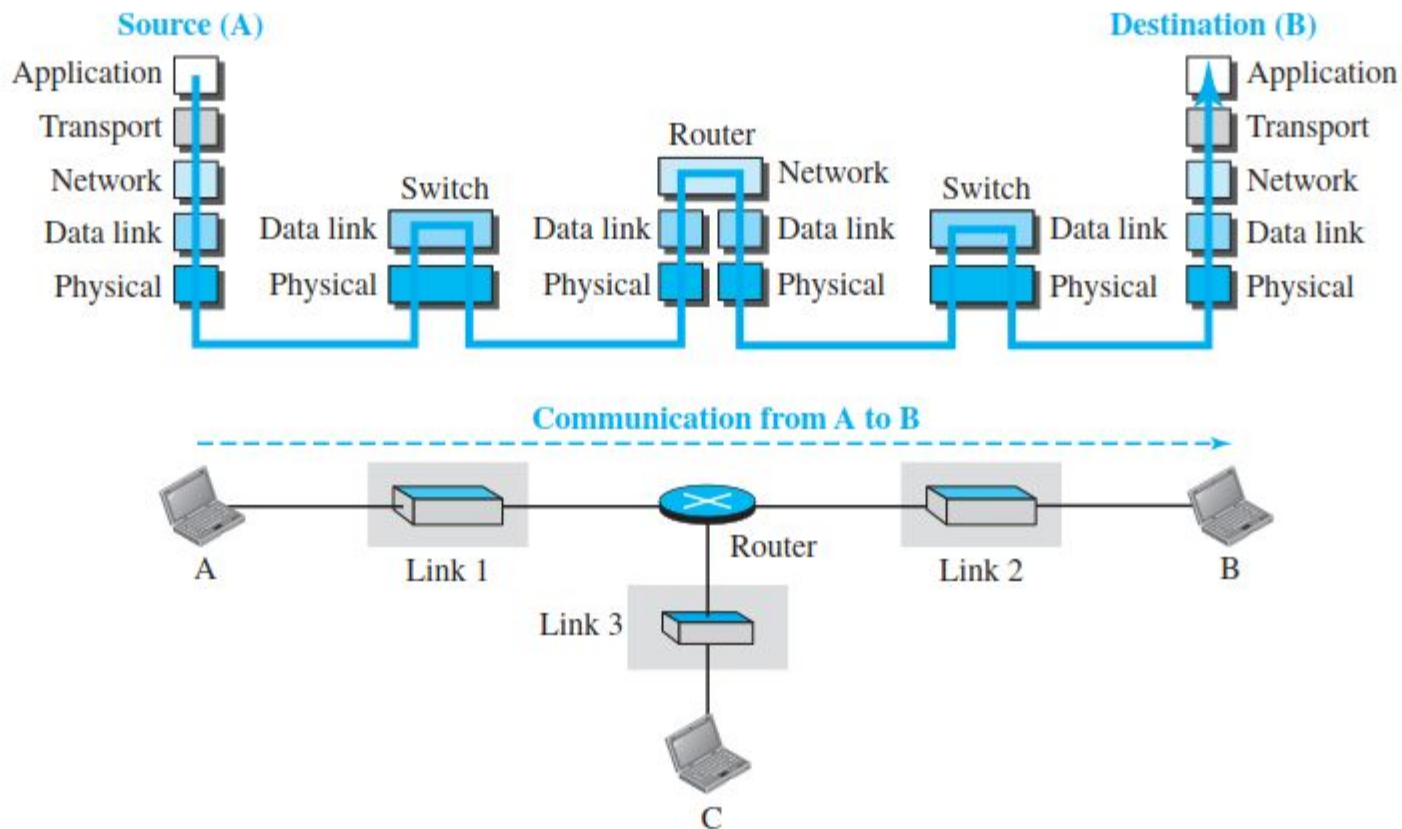 Source (A)
Destination (B)
Application
Application
Transport
Transport
Router
Network
Network
Network
Switch
Switch
Data link
Data link
Data link
Data link
Data link
Data link
Physical
Physical
Physical
Physical
Physical
Physical
Communication from A to B
A
Link 1
Router
Link 2
B
Link 3
C